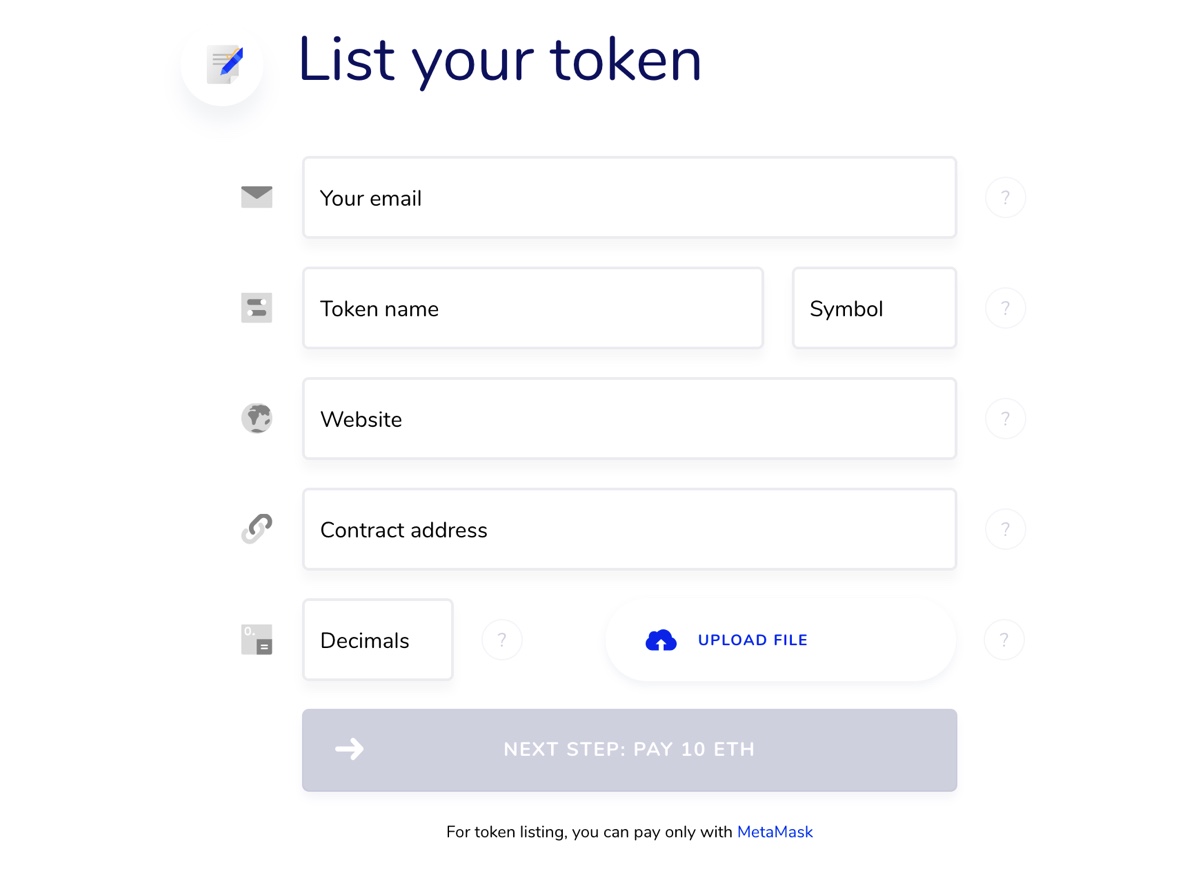 List your token
Your email
?
Token name
Symbol
?
Website
?
Contract address
?
0.
Decimals
?
UPLOAD FILE
?
NEXT STEP: PAY 10 ETH
For token listing, you can pay only with MetaMask